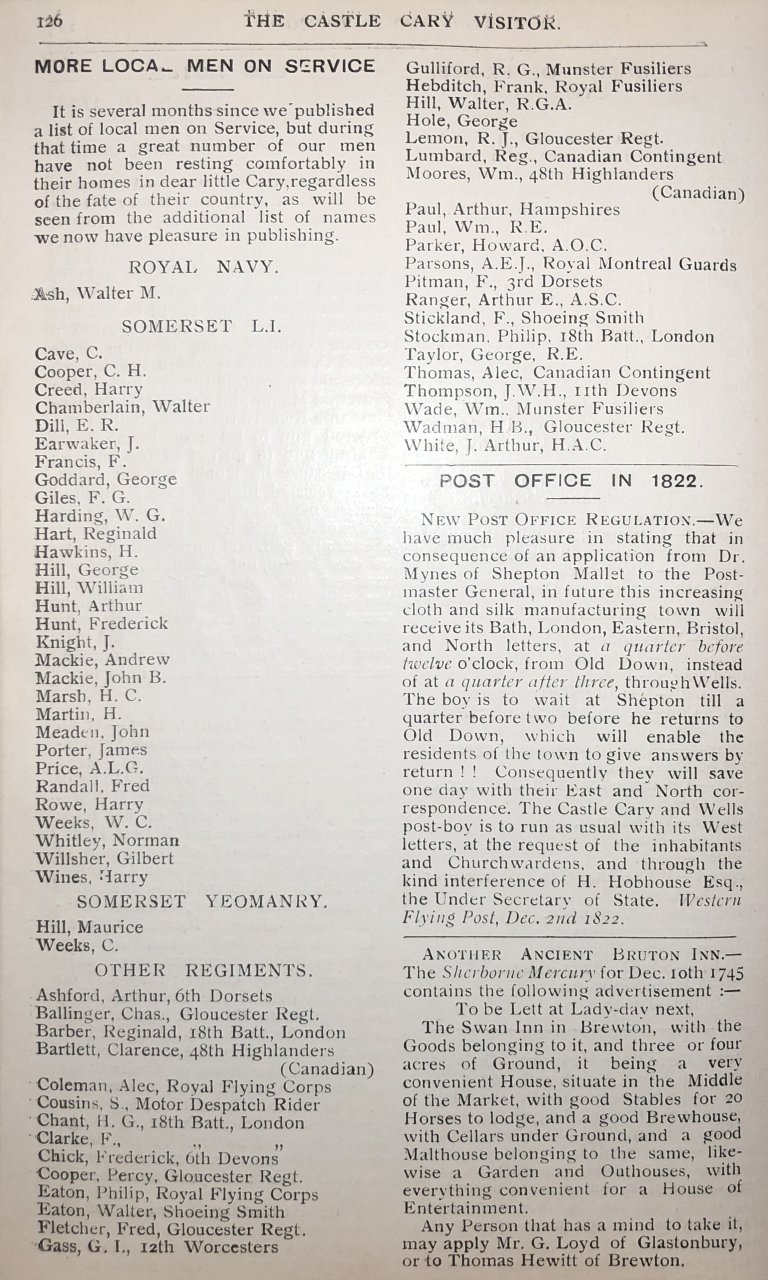 126
THE CASTLE CARY VISITOR.
MORE LOCAL MEN ON SERVICE
It is several months since we published
a list of local men on Service, but during
that time a great number of our men
have not been resting comfortably in
their homes in dear little Cary, regardless
of the fate of their country, as will be
seen from the additional list of names
we now have pleasure in publishing.
ROYAL NAVY.
Ash, Walter M.
SOMERSET L.I.
Cave, C.
Cooper, C. H.
Creed, Harry
Chamberlain, Walter
Dill, E. R.
Earwaker, J.
Francis, F.
Goddard, George
Giles, F. G.
Harding, W. G.
Hart, Reginald
Hawkins, H.
Hill, George
Hill, William
Hunt, Arthur
Hunt, Frederick
Knight, J.
Mackie, Andrew
Mackie, John B.
Marsh, H. C.
Martin, H.
Meaden, John
Porter, James
Price, A.L.G.
Randall, Fred
Rowe, Harry
Weeks, W. C.
Whitley, Norman
Willsher, Gilbert
Wines, Harry
SOMERSET YEOMANRY.
Hill, Maurice
Weeks, C.
OTHER REGIMENTS.
Ashford, Arthur, 6th Dorsets
Ballinger, Chas., Gloucester Regt.
Barber, Reginald, 18th Batt., London
Bartlett, Clarence, 48th Highlanders
(Canadian)
Coleman, Alec, Royal Flying Corps
Cousins, S., Motor Despatch Rider
Chant, H. G., 18th Batt., London
Clarke, F., ,, ,,
Chick, Frederick, 6th Devons
Cooper, Percy, Gloucester Regt.
Eaton, Philip, Royal Flying Corps
Eaton, Walter, Shoeing Smith
Fletcher, Fred, Gloucester Regt.
Gass, G. I., 12th Worcesters
Gulliford, R. G., Munster Fusiliers
Hebditch, Frank, Royal Fusiliers
Hill, Walter, R.G.A.
Hole, George
Lemon, R. J., Gloucester Regt.
Lumbard, Reg., Canadian Contingent
Moores, Wm., 48th Highlanders
(Canadian)
Paul, Arthur, Hampshires
Paul, Wm., R.E.
Parker, Howard, A.O.C.
Parsons, A.E.J., Royal Montreal Guards
Pitman, F., 3rd Dorsets
Ranger, Arthur E., A.S.C.
Stickland, F., Shoeing Smith
Stockman, Philip, 18th Batt., London
Taylor, George, R.E.
Thomas, Alec, Canadian Contingent
Thompson, J.W.H., 11th Devons
Wade, Wm., Munster Fusiliers
Wadman, H B., Gloucester Regt.
White, J. Arthur, H.A.C.
POST OFFICE IN 1822.
NEW POST OFFICE REGULATION.—We
have much pleasure in stating that in
consequence of an application from Dr.
Mynes of Shepton Mallet to the Post-
master General, in future this increasing
cloth and silk manufacturing town will
receive its Bath, London, Eastern, Bristol,
and North letters, at a quarter before
twelve o'clock, from Old Down, instead
of at a quarter after three, through Wells.
The boy is to wait at Shepton till a
quarter before two before he returns to
Old Down, which will enable the
residents of the town to give answers by
return ! ! Consequently they will save
one day with their East and North cor-
respondence. The Castle Cary and Wells
post-boy is to run as usual with its West
letters, at the request of the inhabitants
and Churchwardens, and through the
kind interference of H. Hobhouse Esq.,
the Under Secretary of State. Western
Flying Post, Dec. 2nd 1822.
ANOTHER ANCIENT BRUTON INN.—
The Sherborne Mercury for Dec. 10th 1745
contains the following advertisement :—
To be Lett at Lady-day next,
The Swan Inn in Brewton, with the
Goods belonging to it, and three or four
acres of Ground, it being a very
convenient House, situate in the Middle
of the Market, with good Stables for 20
Horses to lodge, and a good Brewhouse,
with Cellars under Ground, and a good
Malthouse belonging to the same, like-
wise a Garden and Outhouses, with
everything convenient for a House of
Entertainment.
Any Person that has a mind to take it,
may apply Mr. G. Loyd of Glastonbury,
or to Thomas Hewitt of Brewton.